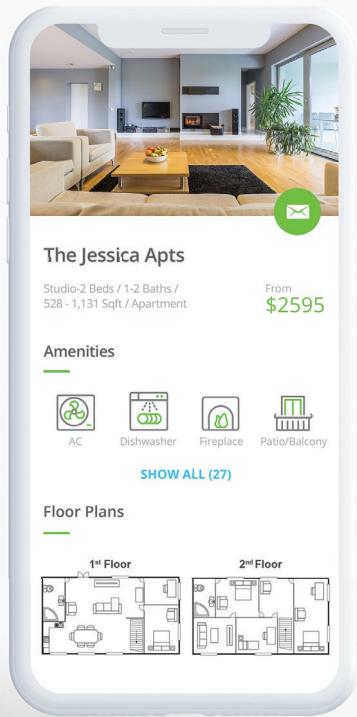 The Jessica Apts
Studio-2 Beds / 1-2 Baths /
528 - 1,131 Sqft / Apartment
From
$2595
Amenities
AC
Dishwasher
Fireplace
Patio/Balcony
SHOW ALL (27)
Floor Plans
1st Floor
2nd Floor